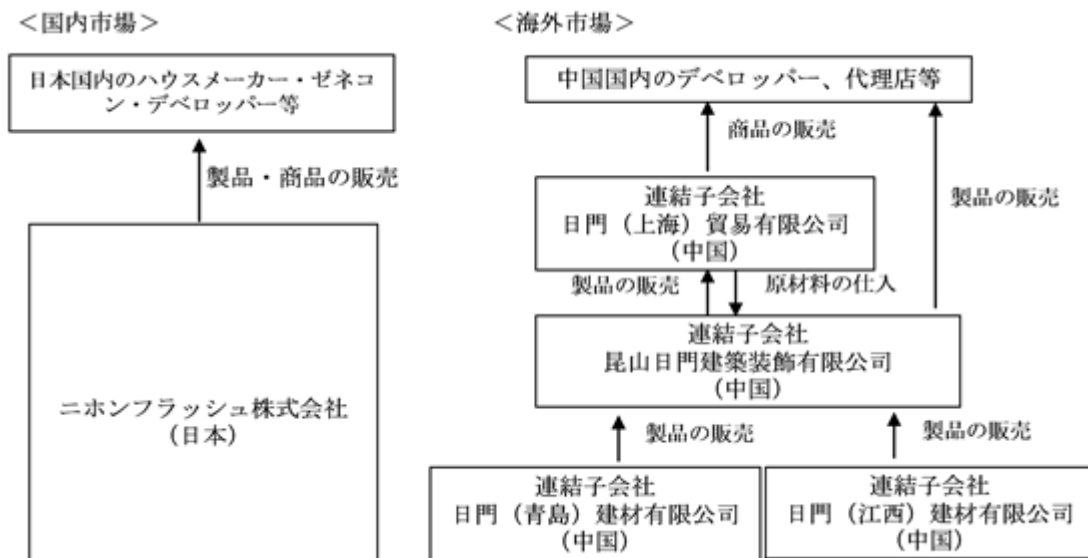 ＜国内市場＞
日本国内のハウスメーカー・ゼネコ
ン・デベロッパー等
製品・商品の販売
ニホンフラッシュ株式会社
（日本）
＜海外市場＞
中国国内のデベロッパー、代理店等
商品の販売
製品の販売
連結子会社
日門（上海）貿易有限公司
（中国）
製品の販売
原材料の仕入
連結子会社
昆山日門建築装飾有限公司
（中国）
製品の販売
製品の販売
連結子会社
日門（青島）建材有限公司
（中国）
連結子会社
日門（江西）建材有限公司
（中国）